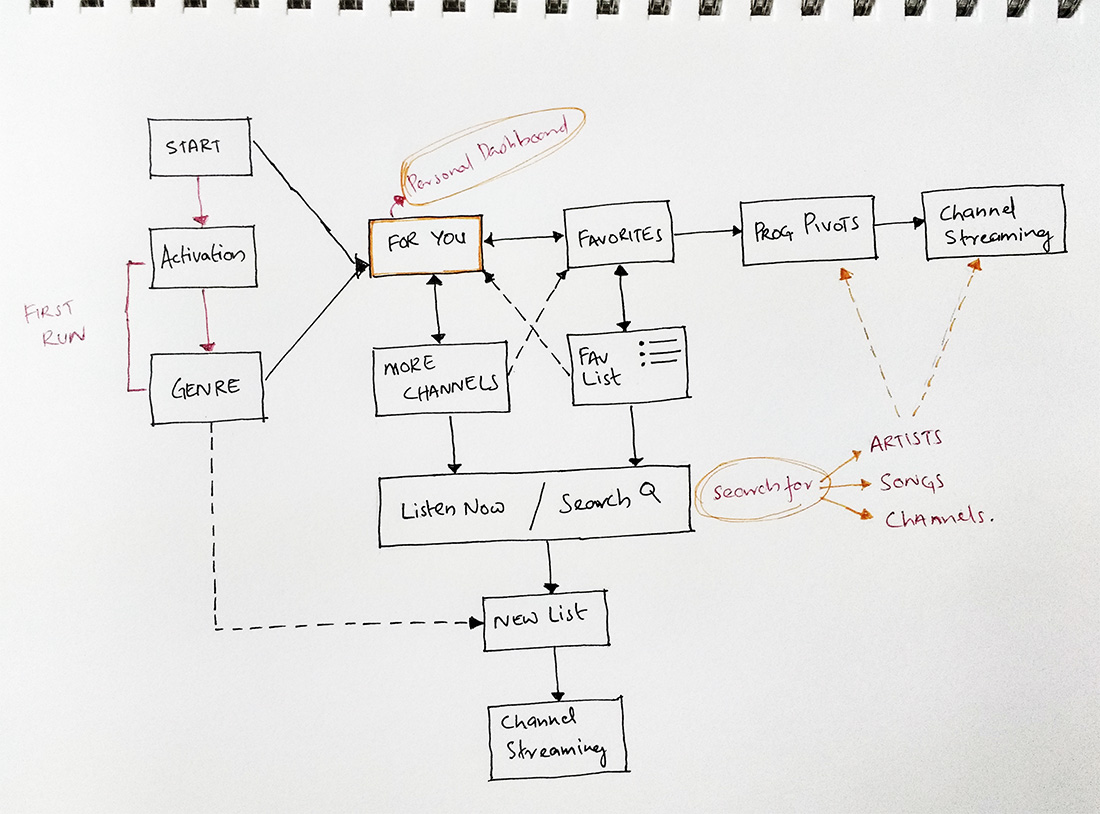 START
Personal Dashboard
FOR YOU
FAVORITES
PROG PIVOTS
Channel
Streaming
Activation
FIRST
RUN
GENRE
MORE
CHANNELS
FAV
List
Listen Now / Search
Search for
ARTISTS
SONGS
Channels.
NEW List
Channel
Streaming